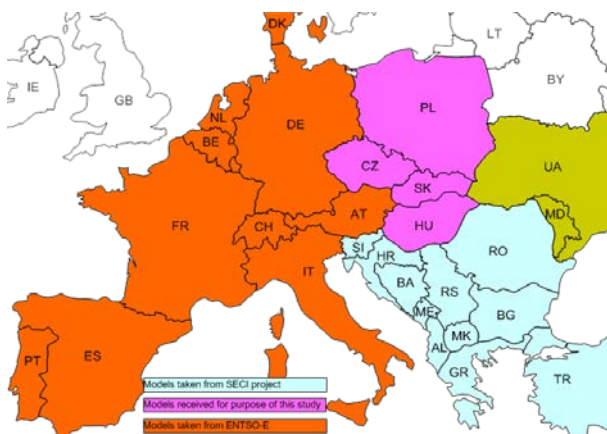 DK
LT
IE
GB
BY
NL
DE
PL
BE
CZ
UA
SK
MD
FR
CH
AT
HU
SI
HR
RO
IT
BA
RS
ME
BG
PT
ES
AL
MK
GR
TR
Models taken from SECI project
Models received for purpose of this study
Models taken from ENTSO-E